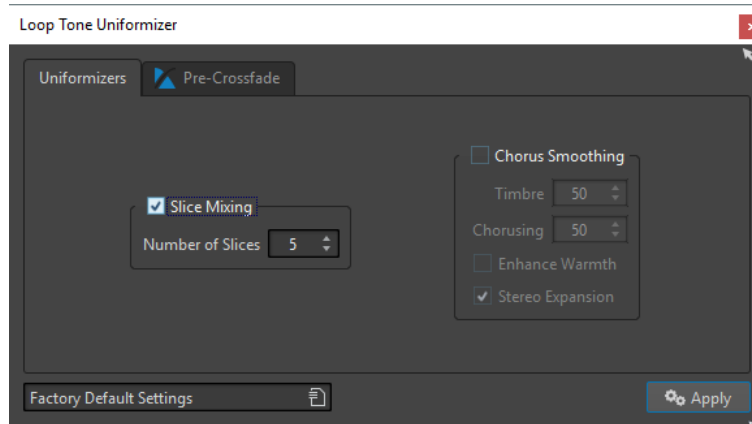 Loop Tone Uniformizer
Uniformizers
Pre-Crossfade
Slice Mixing
Number of Slices 5
Chorus Smoothing
Timbre 50
Chorusing 50
Enhance Warmth
Stereo Expansion
Factory Default Settings
Apply